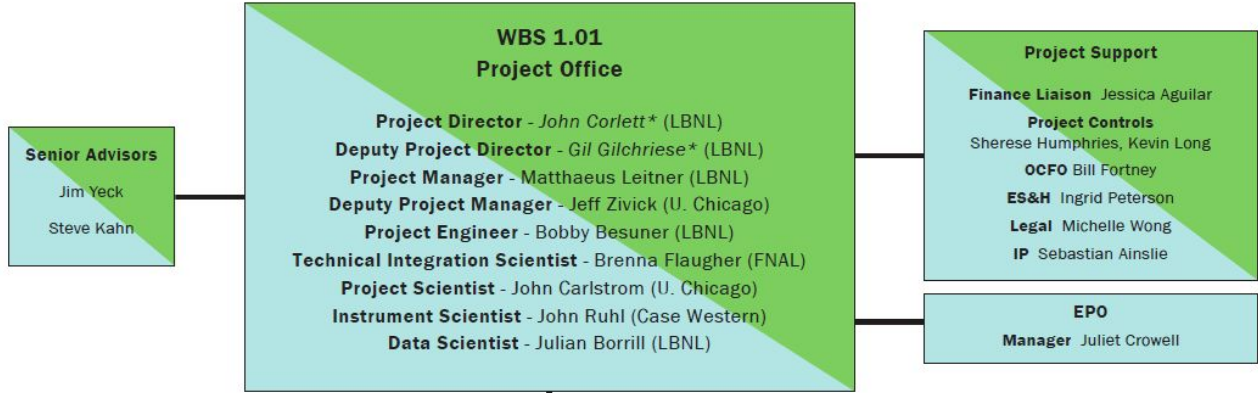 Senior Advisors
Jim Yeck
Steve Kahn
WBS 1.01
Project Office
Project Director - John Corlett* (LBNL)
Deputy Project Director - Gil Gilchriese* (LBNL)
Project Manager - Matthaeus Leitner (LBNL)
Deputy Project Manager - Jeff Zivick (U. Chicago)
Project Engineer - Bobby Besuner (LBNL)
Technical Integration Scientist - Brenna Flaugher (FNAL)
Project Scientist - John Carlstrom (U. Chicago)
Instrument Scientist - John Ruhl (Case Western)
Data Scientist - Julian Borrill (LBNL)
Project Support
Finance Liaison Jessica Aguilar
Project Controls
Sherese Humphries, Kevin Long
OCFO Bill Fortney
ES&H Ingrid Peterson
Legal Michelle Wong
IP Sebastian Ainslie
EPO
Manager Juliet Crowell